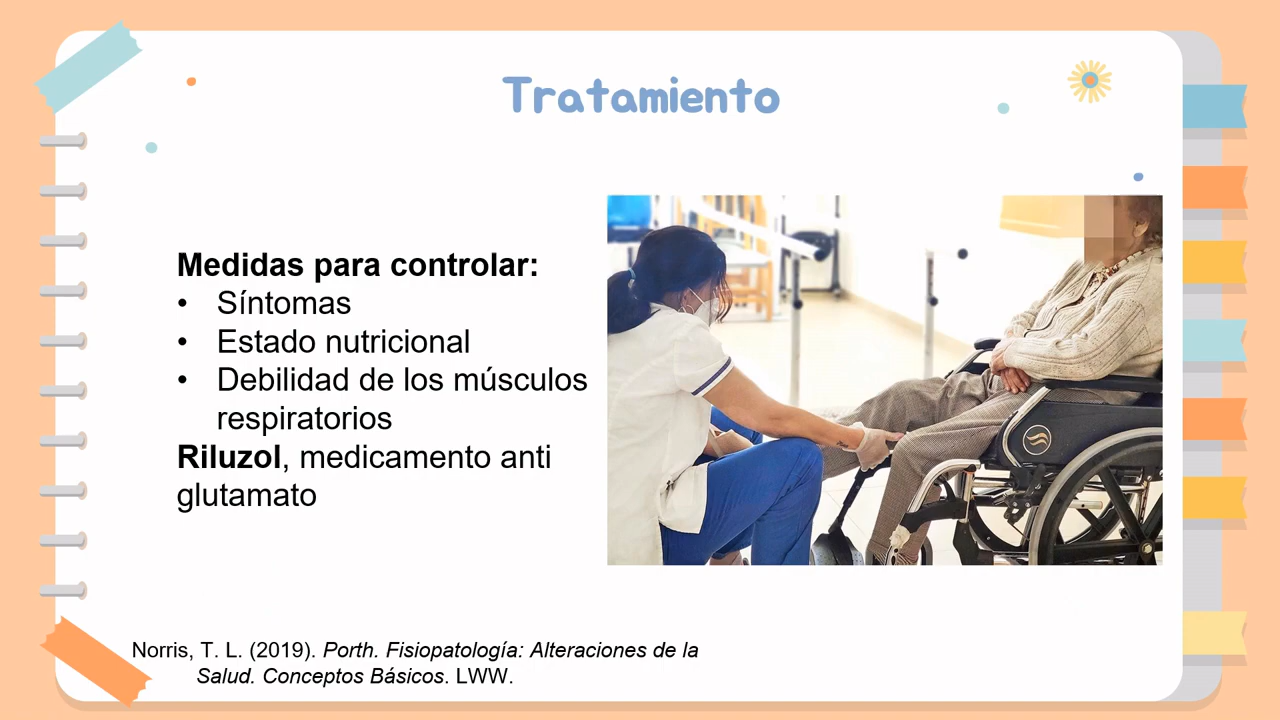 Tratamiento
Medidas para controlar:
• Síntomas
• Estado nutricional
• Debilidad de los músculos
respiratorios
Riluzol, medicamento anti
glutamato
Norris, T. L. (2019). Porth. Fisiopatología: Alteraciones de la
Salud. Conceptos Básicos. LWW.